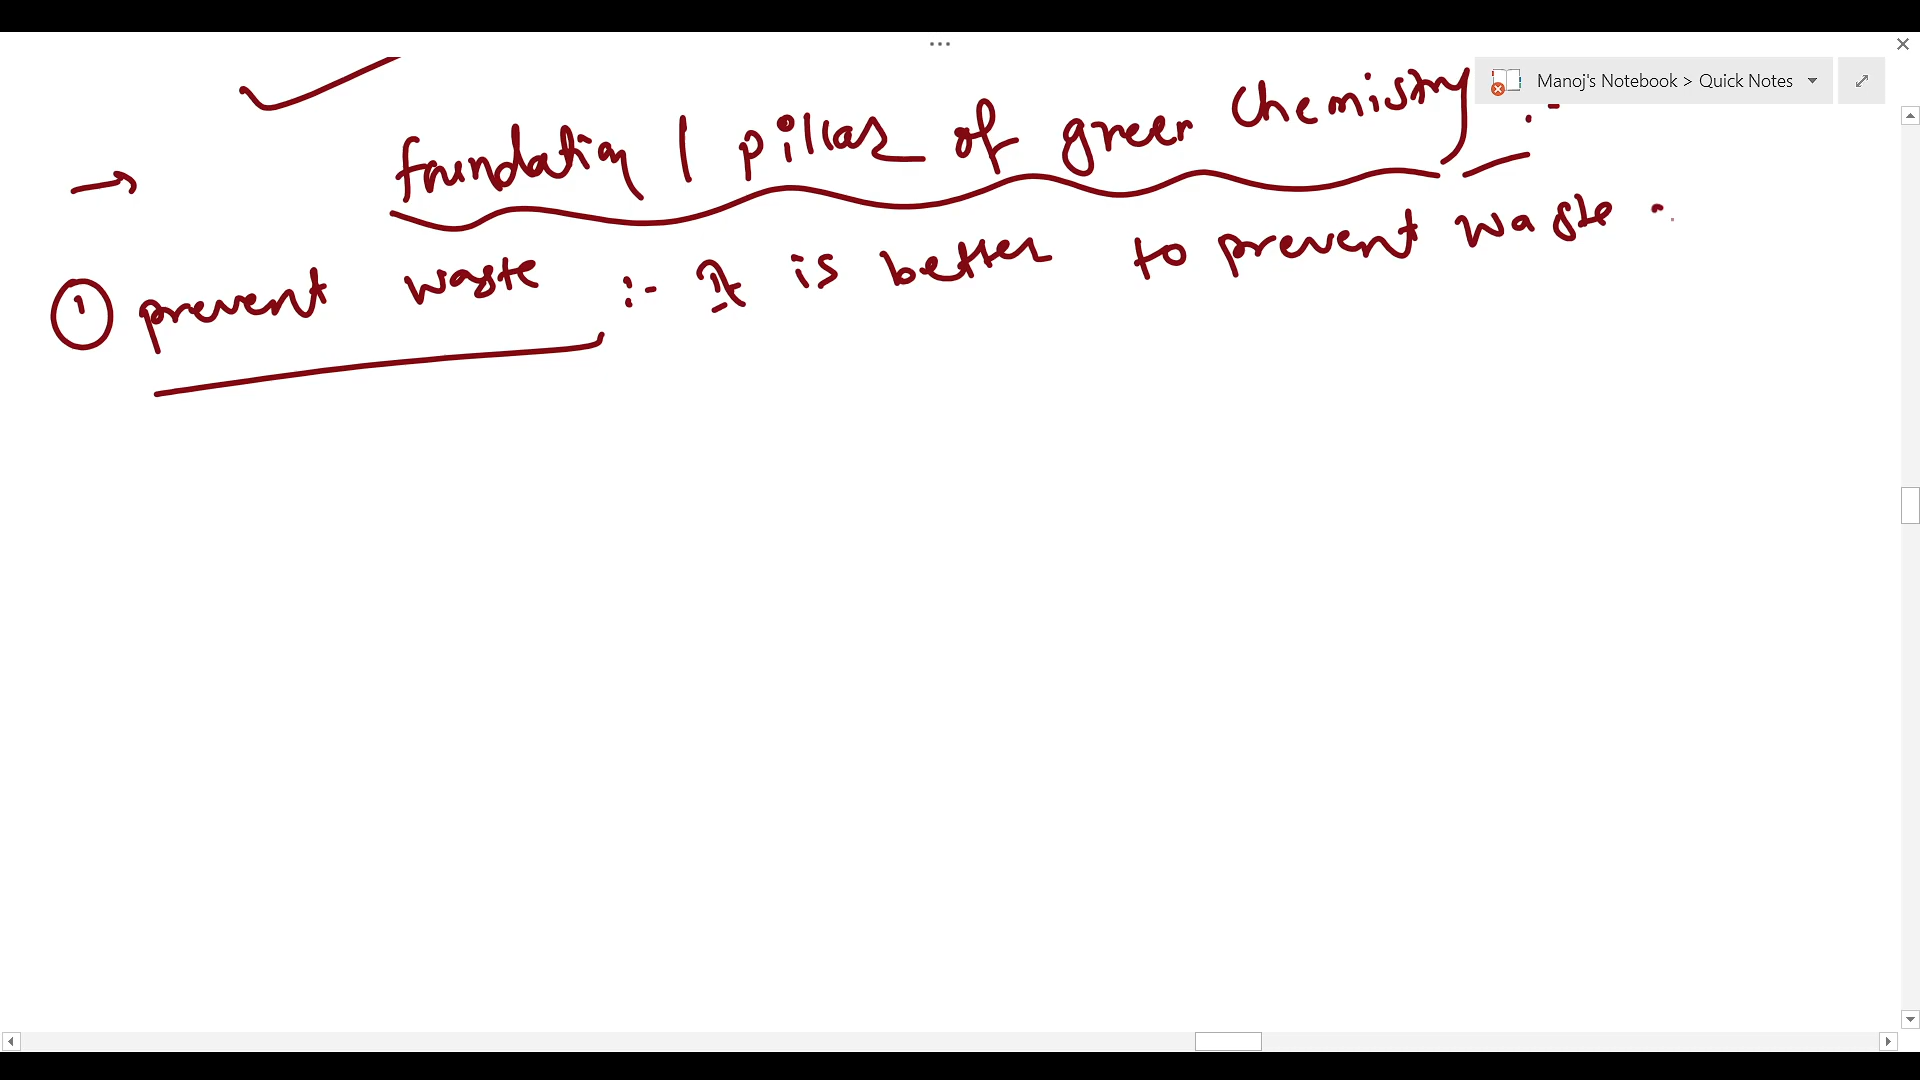 Manoj's Notebook > Quick Notes
→ foundation / pillar of green chemistry :-
① prevent waste :- It is better to prevent waste